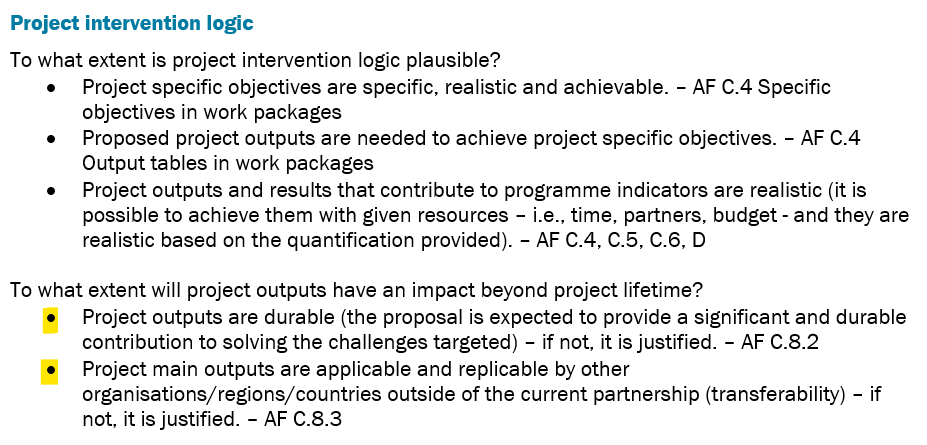 Project intervention logic
To what extent is project intervention logic plausible?
• Project specific objectives are specific, realistic and achievable. – AF C.4 Specific
objectives in work packages
• Proposed project outputs are needed to achieve project specific objectives. – AF C.4
Output tables in work packages
• Project outputs and results that contribute to programme indicators are realistic (it is
possible to achieve them with given resources – i.e., time, partners, budget - and they are
realistic based on the quantification provided). – AF C.4, C.5, C.6, D
To what extent will project outputs have an impact beyond project lifetime?
• Project outputs are durable (the proposal is expected to provide a significant and durable
contribution to solving the challenges targeted) – if not, it is justified. – AF C.8.2
• Project main outputs are applicable and replicable by other
organisations/regions/countries outside of the current partnership (transferability) – if
not, it is justified. – AF C.8.3